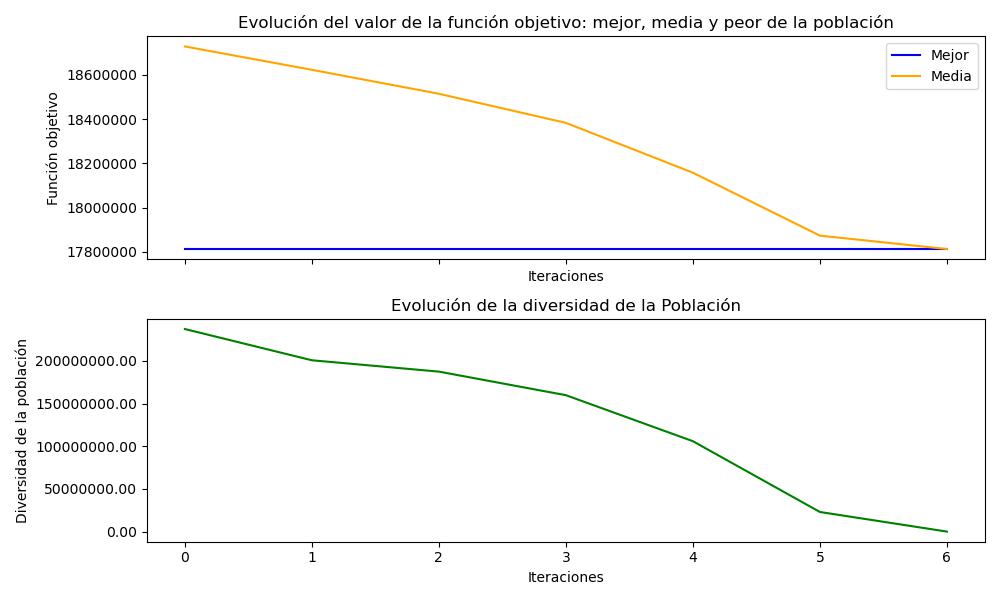 Evolución del valor de la función objetivo: mejor, media y peor de la población
Función objetivo
18600000
18400000
18200000
18000000
17800000
Mejor
Media
Iteraciones
Evolución de la diversidad de la Población
Diversidad de la población
200000000.00
150000000.00
100000000.00
50000000.00
0.00
0 1 2 3 4 5 6
Iteraciones